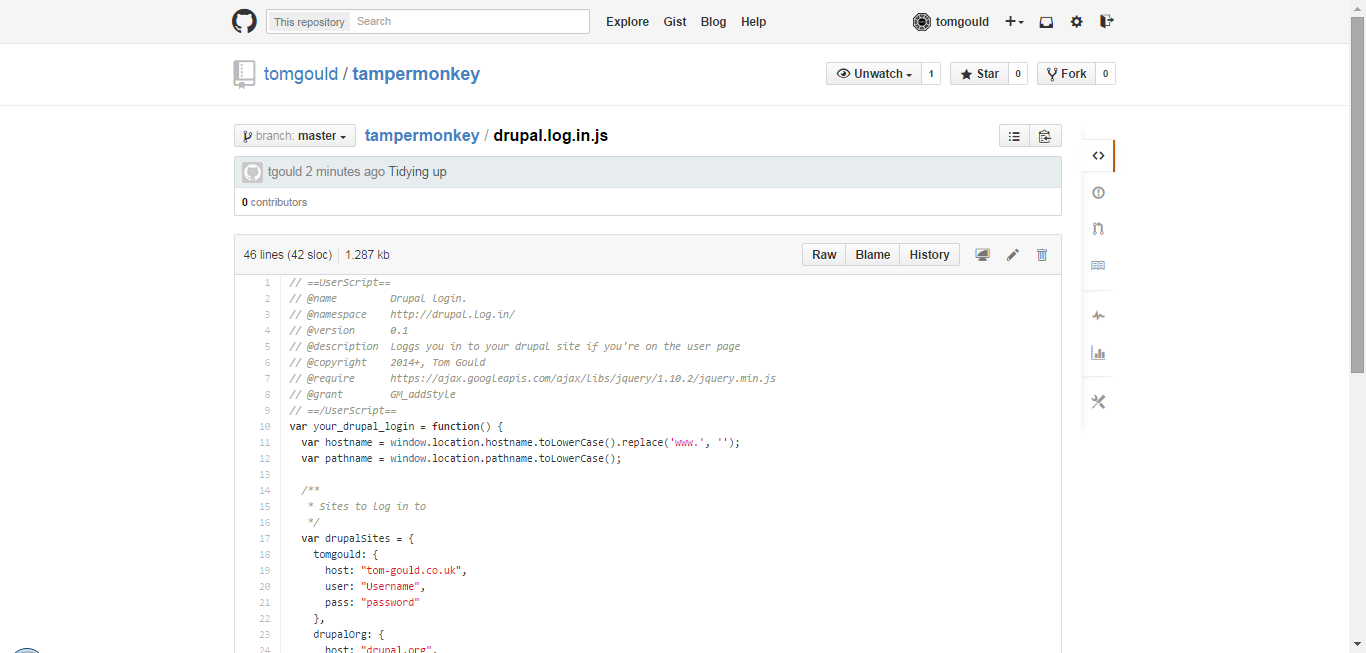 This repository Search Explore Gist Blog Help tomgould
tomgould / tampermonkey Unwatch 1 Star 0 Fork 0
branch: master tampermonkey / drupal.log.in.js
tgould 2 minutes ago Tidying up
0 contributors
46 lines (42 sloc) 1.287 kb Raw Blame History
1 // ==UserScript==
2 // @name Drupal login.
3 // @namespace http://drupal.log.in/
4 // @version 0.1
5 // @description Loggs you in to your drupal site if you're on the user page
6 // @copyright 2014+, Tom Gould
7 // @require https://ajax.googleapis.com/ajax/libs/jquery/1.10.2/jquery.min.js
8 // @grant GM_addStyle
9 // ==/UserScript==
10 var your_drupal_login = function() {
11 var hostname = window.location.hostname.toLowerCase().replace('www.', '');
12 var pathname = window.location.pathname.toLowerCase();
13
14 /**
15 * Sites to log in to
16 */
17 var drupalSites = {
18 tomgould: {
19 host: "tom-gould.co.uk",
20 user: "Username",
21 pass: "password"
22 },
23 drupalOrg: {
24 host: "drupal.org",